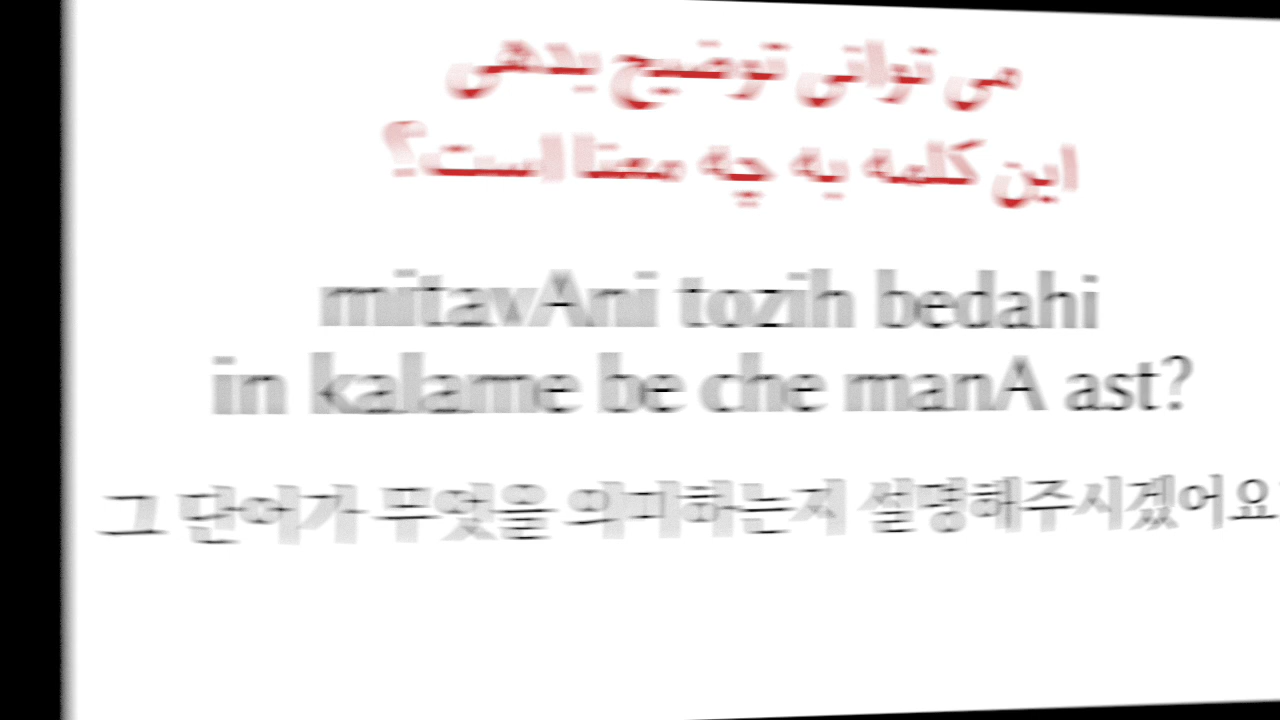 می توانی توضیح بدهی
این کلمه به چه معنا است؟
mitavAni tozih bedahi
in kalame be che manA ast?
그 단어가 무엇을 의미하는지 설명해주시겠어요?